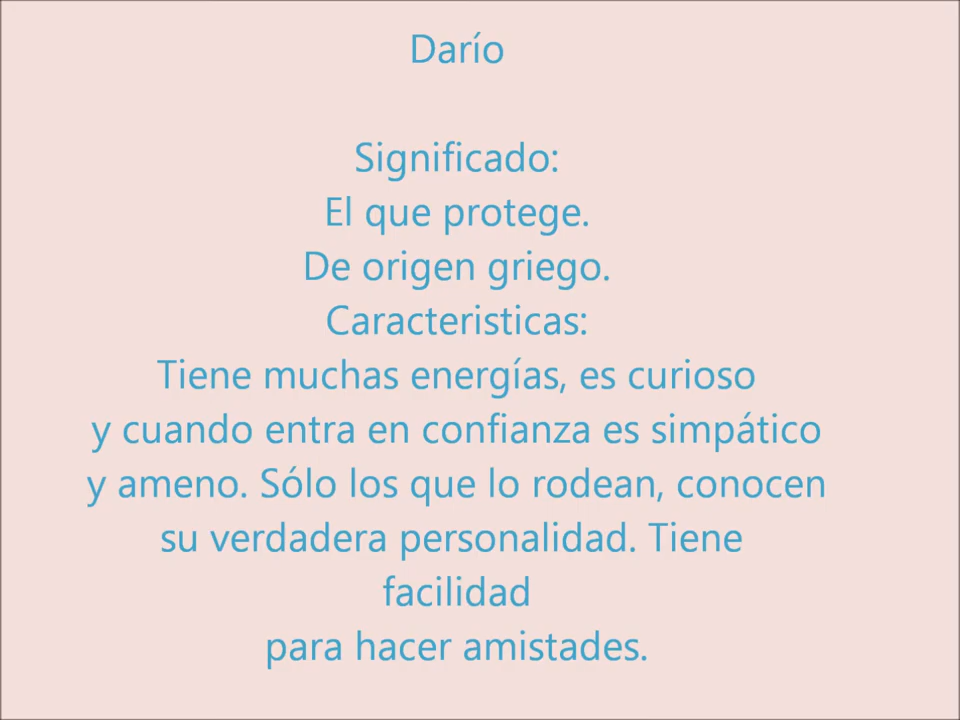 Darío
Significado:
El que protege.
De origen griego.
Caracteristicas:
Tiene muchas energías, es curioso
y cuando entra en confianza es simpático
y ameno. Sólo los que lo rodean, conocen
su verdadera personalidad. Tiene
facilidad
para hacer amistades.